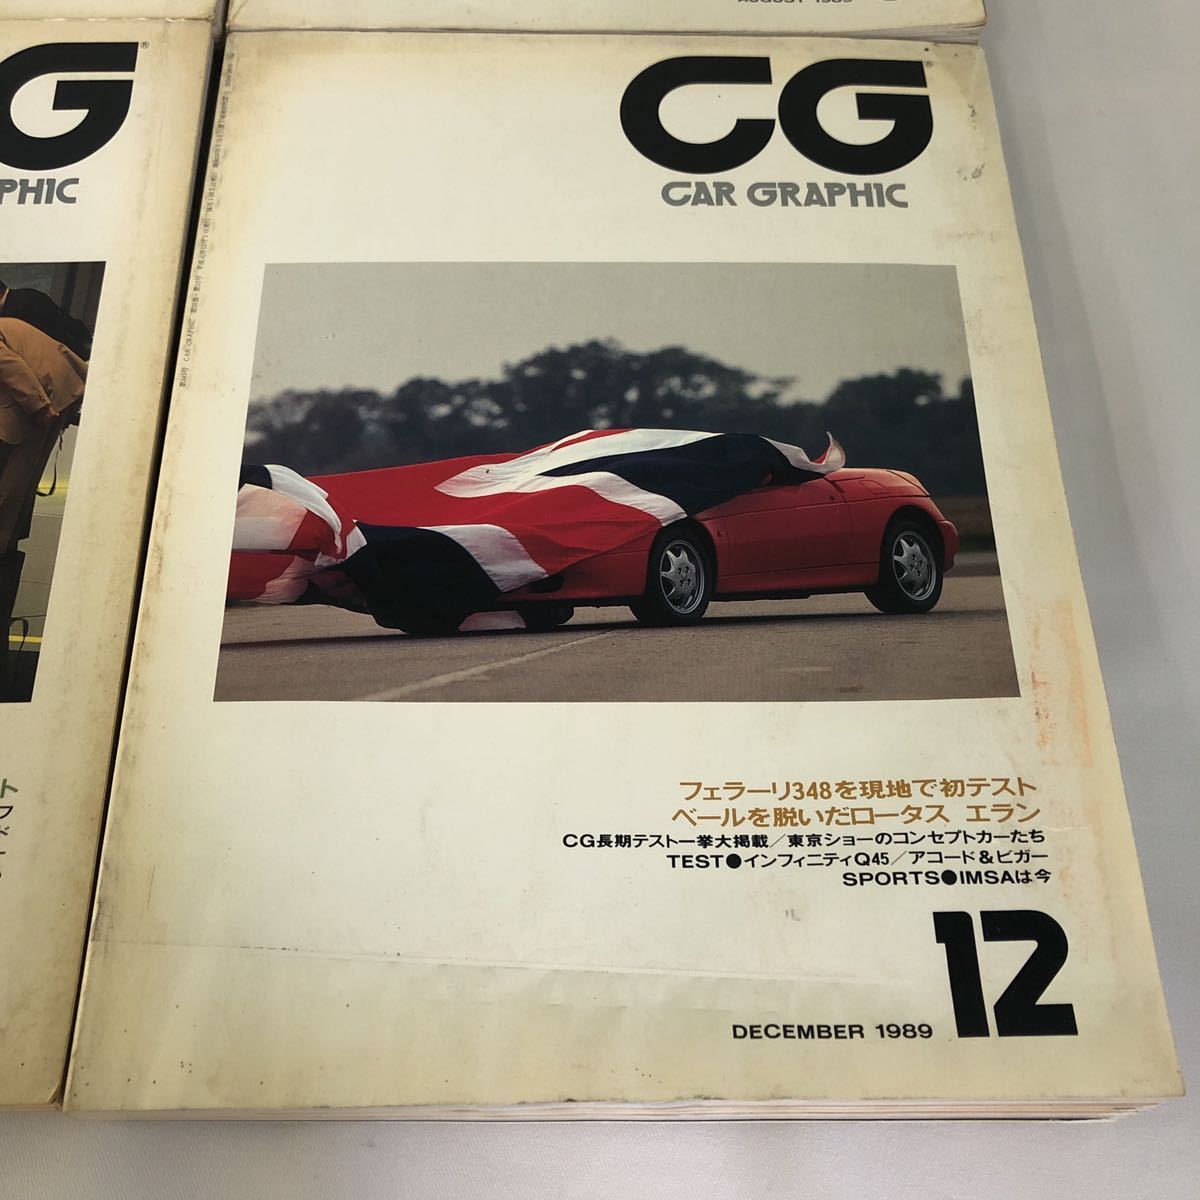 AUGUST 1989
G®
PHIC
ト
CG®
CAR GRAPHIC
フェラーリ348を現地で初テスト
ベールを脱いだロータス エラン
CG長期テスト一挙大掲載/東京ショーのコンセプトカーたち
TEST●インフィニティQ45/アコード&ビガー
SPORTS●IMSAは今
12
DECEMBER 1989